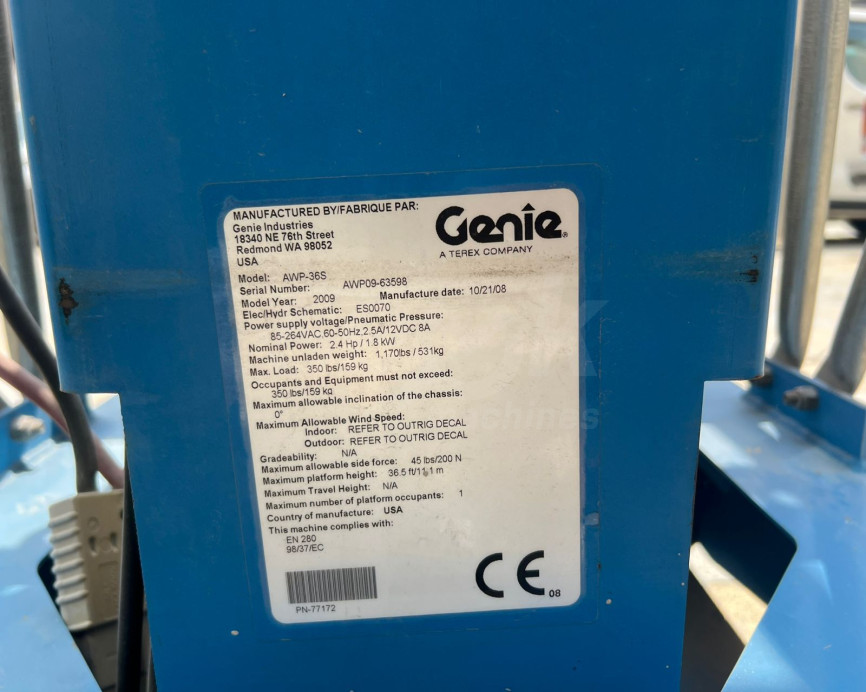 MANUFACTURED BY/FABRIQUE PAR:
Genie Industries
18340 NE 76th Street
Redmond WA 98052
USA
Genie®
A TEREX COMPANY
Model: AWP-36S
Serial Number: AWP09-63598
Model Year: 2009 Manufacture date: 10/21/08
Elec/Hydr Schematic: ES0070
Power supply voltage/Pneumatic Pressure:
85-264VAC,60-50Hz,2.5A/12VDC 8A
Nominal Power: 2.4 Hp / 1.8 kW
Machine unladen weight: 1,170lbs / 531kg
Max. Load: 350 lbs/159 kg
Occupants and Equipment must not exceed:
350 lbs/159 kg
Maximum allowable inclination of the chassis:
0°
Maximum Allowable Wind Speed:
Indoor: REFER TO OUTRIG DECAL
Outdoor: REFER TO OUTRIG DECAL
Gradeability: N/A
Maximum allowable side force: 45 lbs/200 N
Maximum platform height: 36.5 ft/11.1 m
Maximum Travel Height: N/A
Maximum number of platform occupants: 1
Country of manufacture: USA
This machine complies with:
EN 280
98/37/EC
PN-77172
CE 08